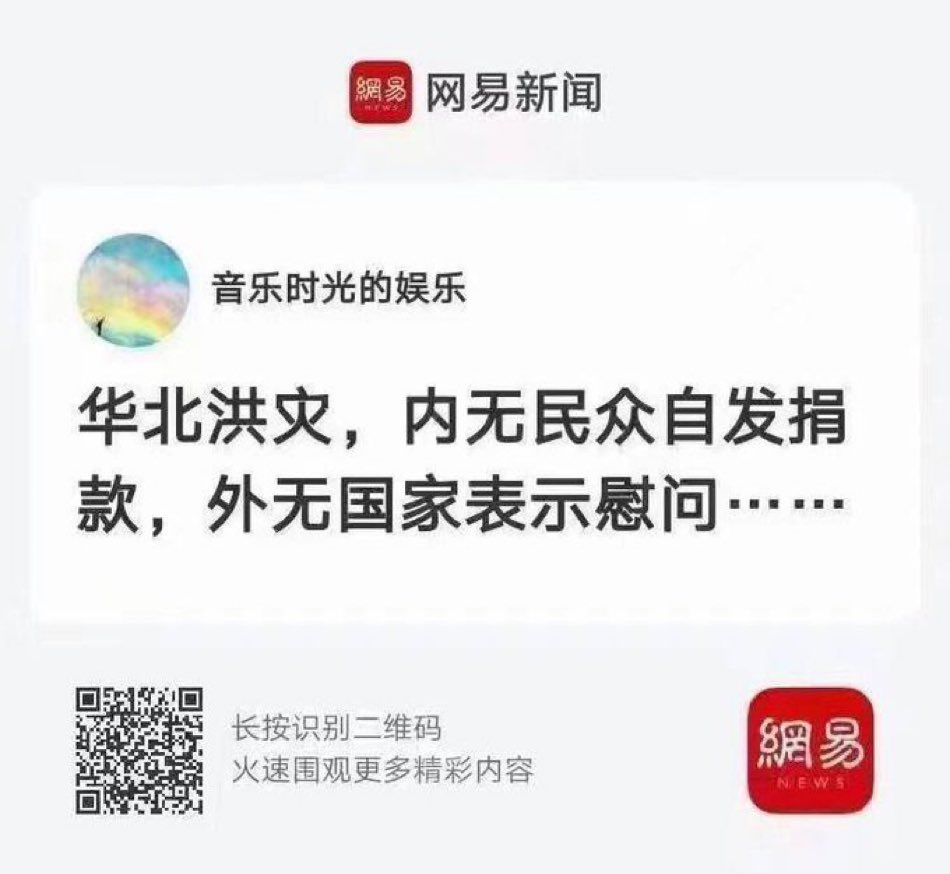 網易
NEWS
网易新闻
音乐时光的娱乐
华北洪灾，内无民众自发捐
款，外无国家表示慰问……
长按识别二维码
火速围观更多精彩内容
網易
NEWS